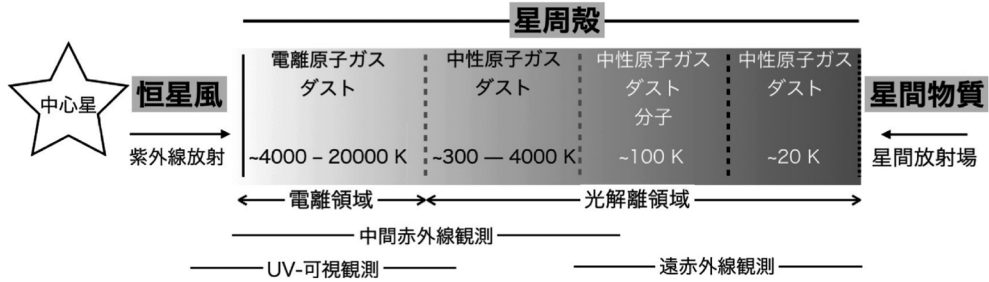 星周殻
中心星
恒星風
紫外線放射
電離原子ガス
ダスト
~4000 – 20000 K
中性原子ガス
ダスト
~300 — 4000 K
中性原子ガス
ダスト
分子
~100 K
中性原子ガス
ダスト
~20 K
星間物質
星間放射場
電離領域
光解離領域
中間赤外線観測
UV-可視観測
遠赤外線観測